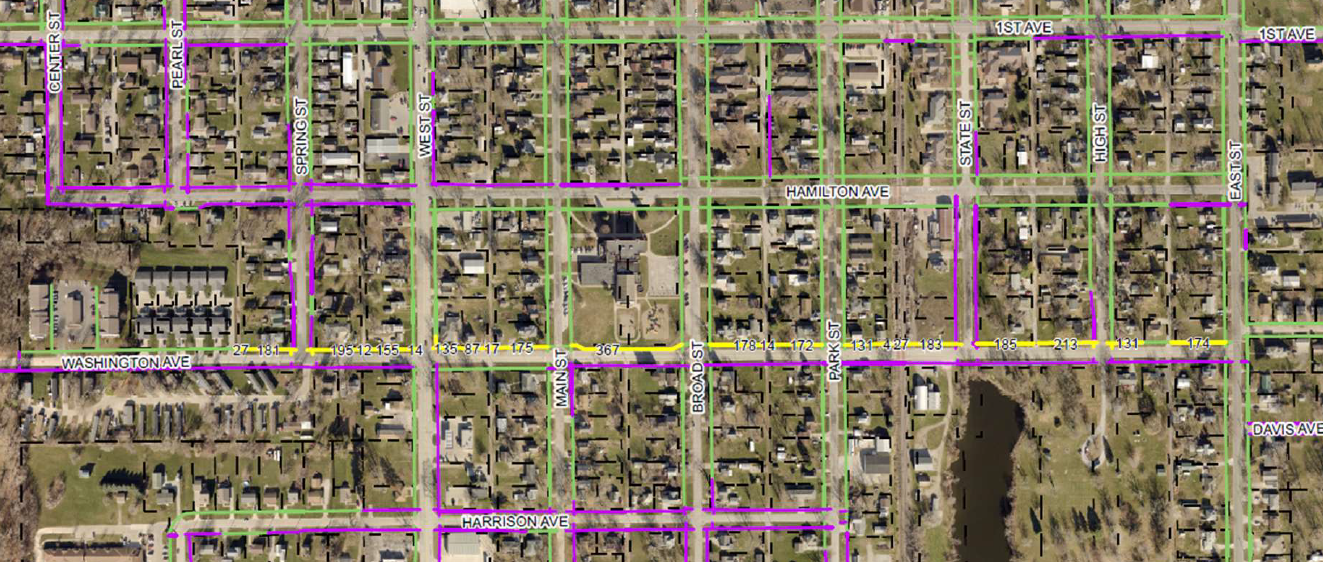 CENTER ST
PEARL ST
SPRING ST
WEST ST
1ST AVE
1ST AVE
STATE ST
HIGH ST
EAST ST
HAMILTON AVE
WASHINGTON AVE
27 181 195 12 155 14 135 87 17 175 367 178 14 172 131 4 27 183 185 213 131 174
MAIN ST
BROAD ST
PARK ST
DAVIS AVE
HARRISON AVE